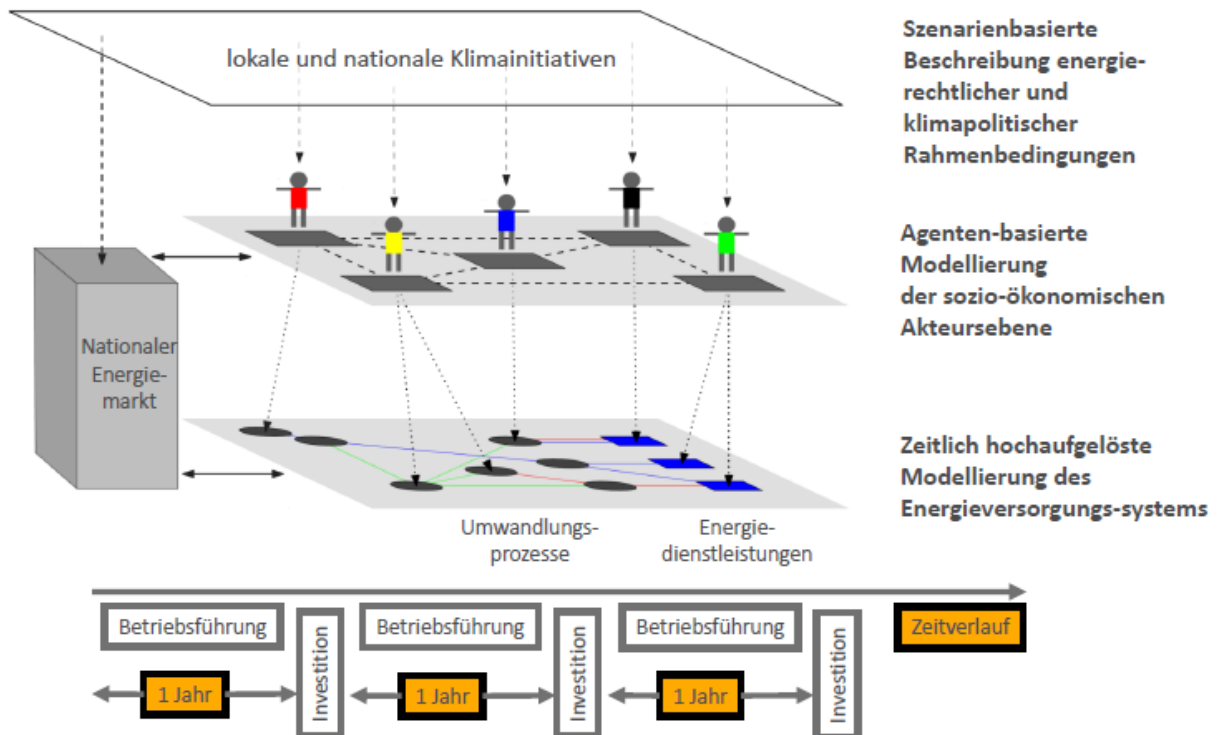 lokale und nationale Klimainitiativen
Szenarienbasierte
Beschreibung energie-
rechtlicher und
klimapolitischer
Rahmenbedingungen
Agenten-basierte
Modellierung
der sozio-ökonomischen
Akteursebene
Nationaler
Energie-
markt
Zeitlich hochaufgelöste
Modellierung des
Energieversorgungs-systems
Umwandlungs-
prozesse
Energie-
dienstleistungen
Betriebsführung
Investition
Betriebsführung
Investition
Betriebsführung
Investition
Zeitverlauf
1 Jahr
1 Jahr
1 Jahr